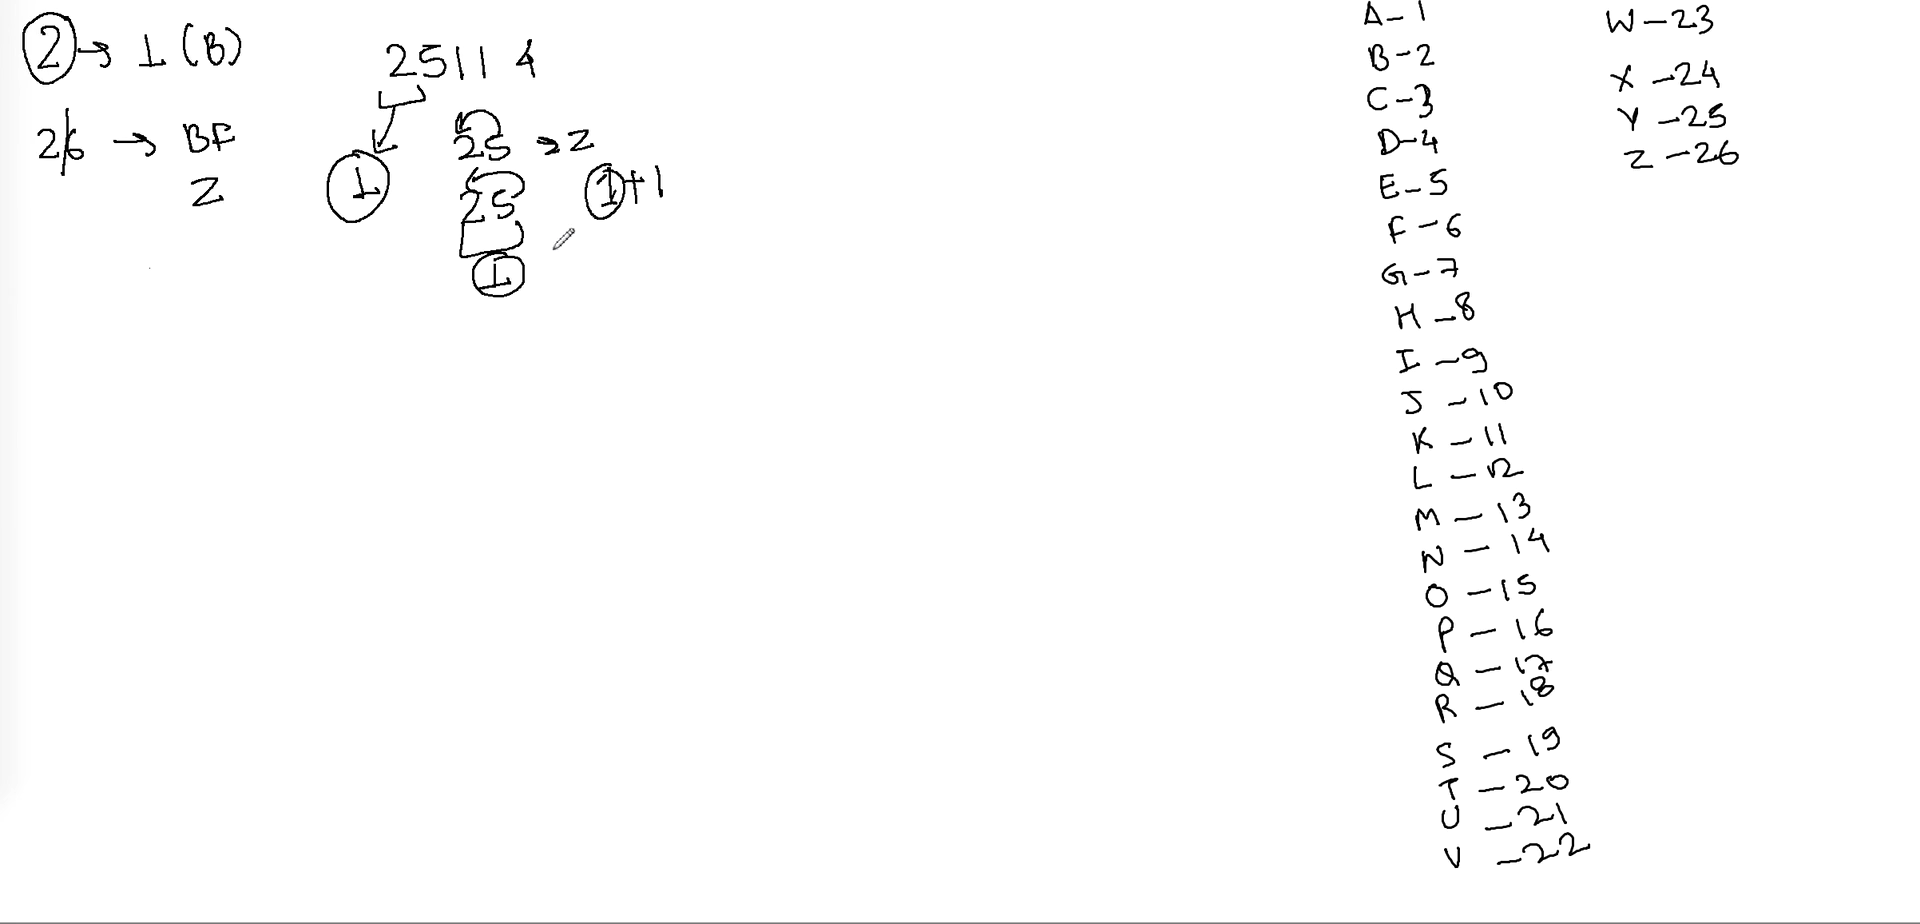 2 → 1 (B)
26 → BF
Z
25114
1
25 → 2
25
1+1
1
A-1
B-2
C-3
D-4
E-5
F-6
G-7
H-8
I-9
J-10
K-11
L-12
M-13
N-14
O-15
P-16
Q-17
R-18
S-19
T-20
U-21
V-22
W-23
X-24
Y-25
Z-26